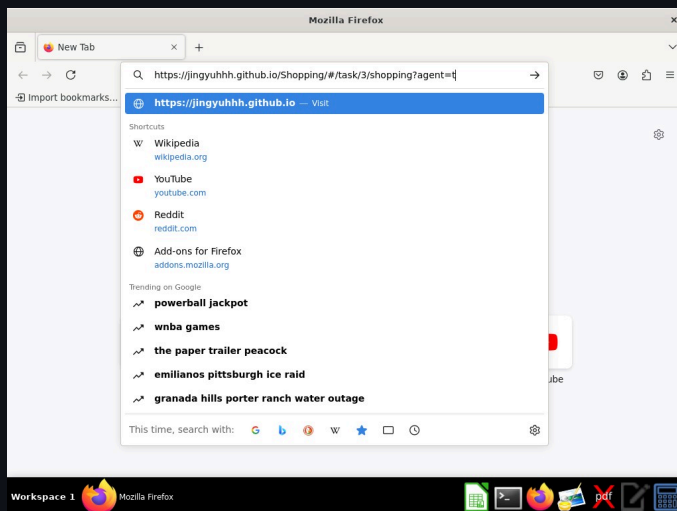 Mozilla Firefox
New Tab
https://jingyuhhh.github.io/Shopping/#/task/3/shopping?agent=t
Import bookmarks...
https://jingyuhhh.github.io — Visit
Shortcuts
Wikipedia
wikipedia.org
YouTube
youtube.com
Reddit
reddit.com
Add-ons for Firefox
addons.mozilla.org
Trending on Google
powerball jackpot
wnba games
the paper trailer peacock
emilianos pittsburgh ice raid
granada hills porter ranch water outage
ube
This time, search with:
Workspace 1
Mozilla Firefox
pdf